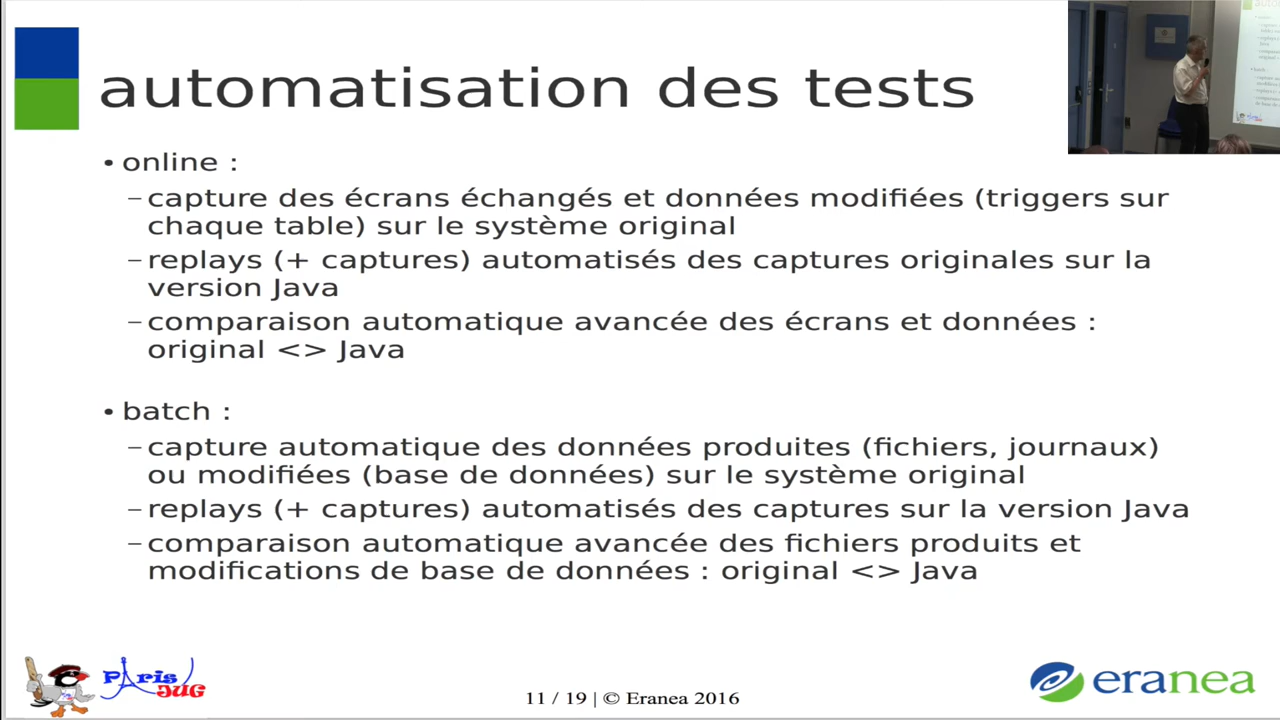 automatisation des tests
• online :
–capture des écrans échangés et données modifiées (triggers sur
chaque table) sur le système original
–replays (+ captures) automatisés des captures originales sur la
version Java
–comparaison automatique avancée des écrans et données :
original <> Java
• batch :
–capture automatique des données produites (fichiers, journaux)
ou modifiées (base de données) sur le système original
–replays (+ captures) automatisés des captures sur la version Java
–comparaison automatique avancée des fichiers produits et
modifications de base de données : original <> Java
Paris
JUG
11 / 19 | © Eranea 2016
eranea